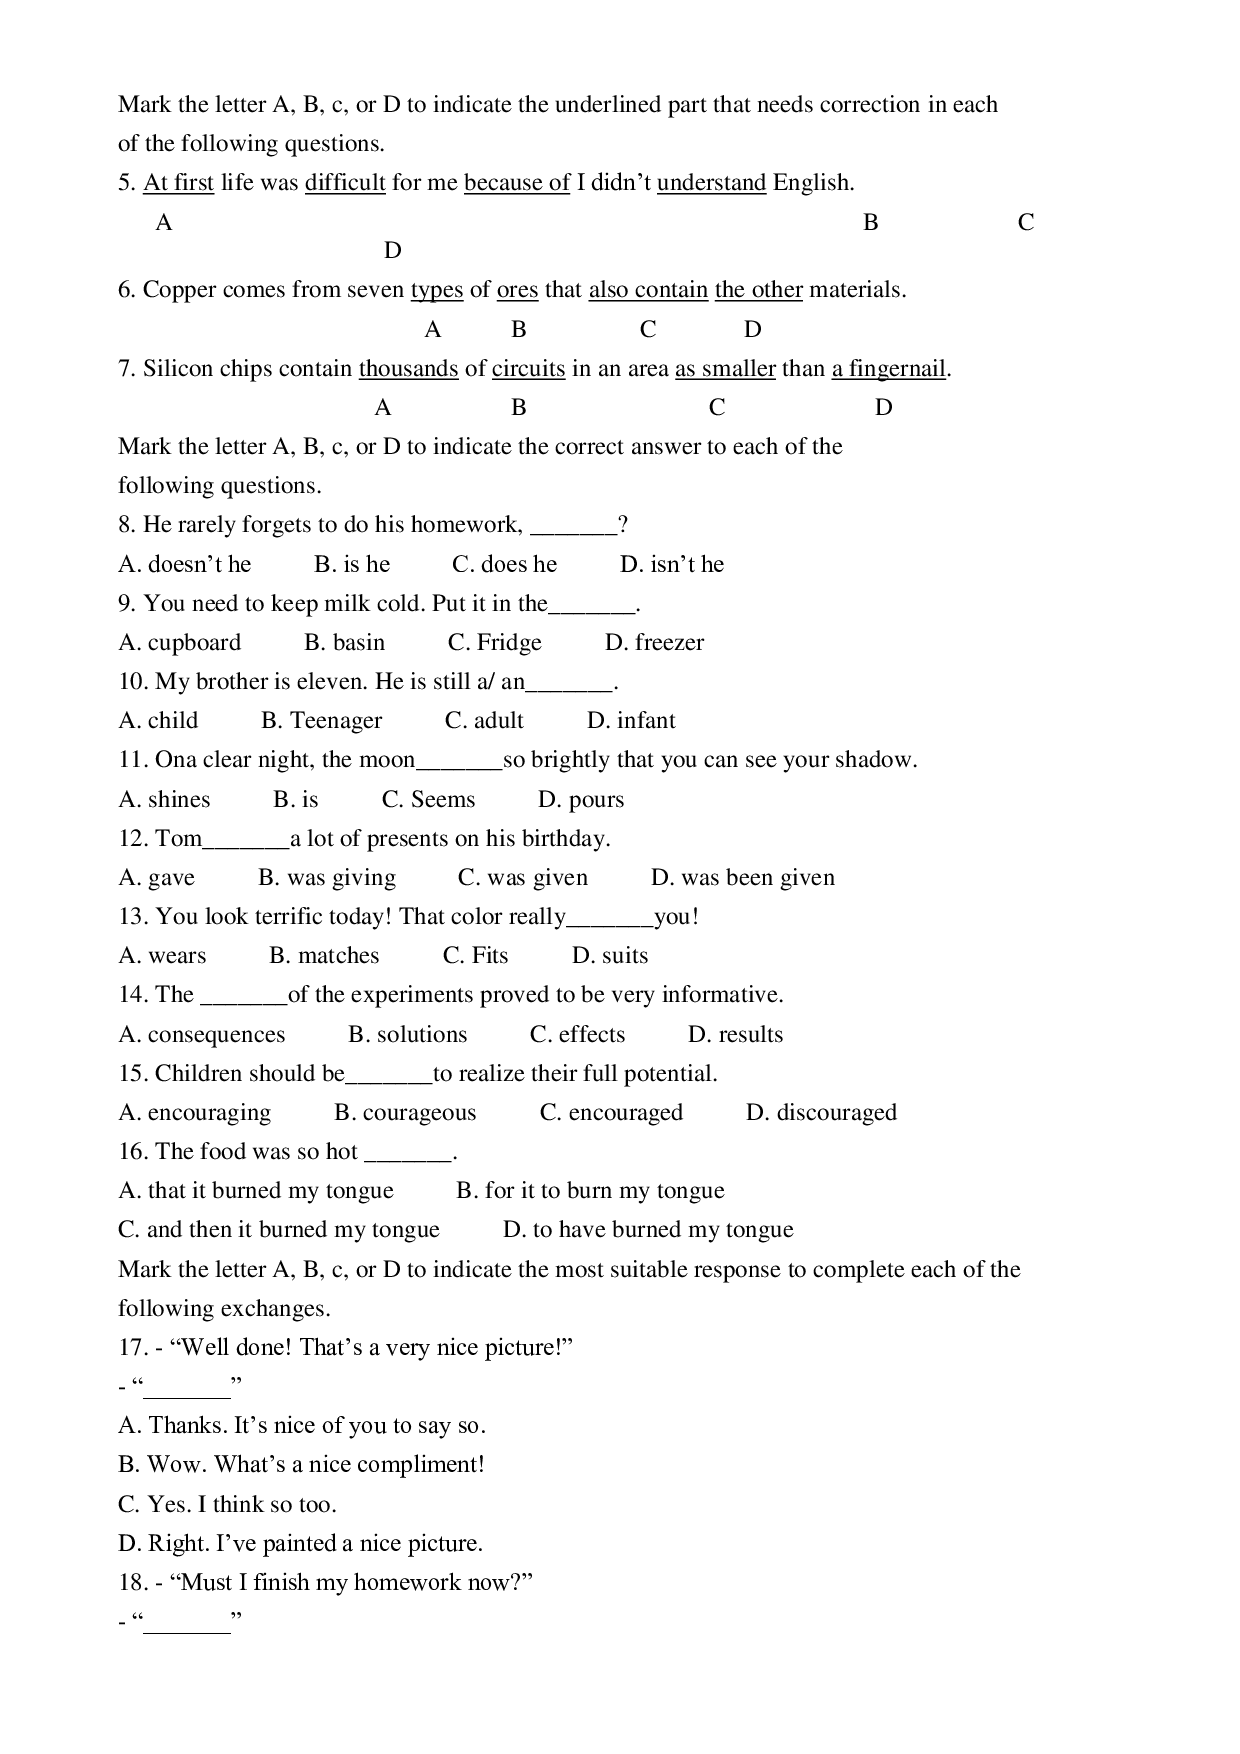 Mark the letter A, B, c, or D to indicate the underlined part that needs correction in each
of the following questions.
5. At first life was difficult for me because of I didn’t understand English.
A B C
D
6. Copper comes from seven types of ores that also contain the other materials.
A B C D
7. Silicon chips contain thousands of circuits in an area as smaller than a fingernail.
A B C D
Mark the letter A, B, c, or D to indicate the correct answer to each of the
following questions.
8. He rarely forgets to do his homework, _______?
A. doesn’t he B. is he C. does he D. isn’t he
9. You need to keep milk cold. Put it in the_______.
A. cupboard B. basin C. Fridge D. freezer
10. My brother is eleven. He is still a/ an_______.
A. child B. Teenager C. adult D. infant
11. Ona clear night, the moon_______so brightly that you can see your shadow.
A. shines B. is C. Seems D. pours
12. Tom_______a lot of presents on his birthday.
A. gave B. was giving C. was given D. was been given
13. You look terrific today! That color really_______you!
A. wears B. matches C. Fits D. suits
14. The _______of the experiments proved to be very informative.
A. consequences B. solutions C. effects D. results
15. Children should be_______to realize their full potential.
A. encouraging B. courageous C. encouraged D. discouraged
16. The food was so hot _______.
A. that it burned my tongue B. for it to burn my tongue
C. and then it burned my tongue D. to have burned my tongue
Mark the letter A, B, c, or D to indicate the most suitable response to complete each of the
following exchanges.
17. - “Well done! That’s a very nice picture!”
- “_______”
A. Thanks. It’s nice of you to say so.
B. Wow. What’s a nice compliment!
C. Yes. I think so too.
D. Right. I’ve painted a nice picture.
18. - “Must I finish my homework now?”
- “_______”